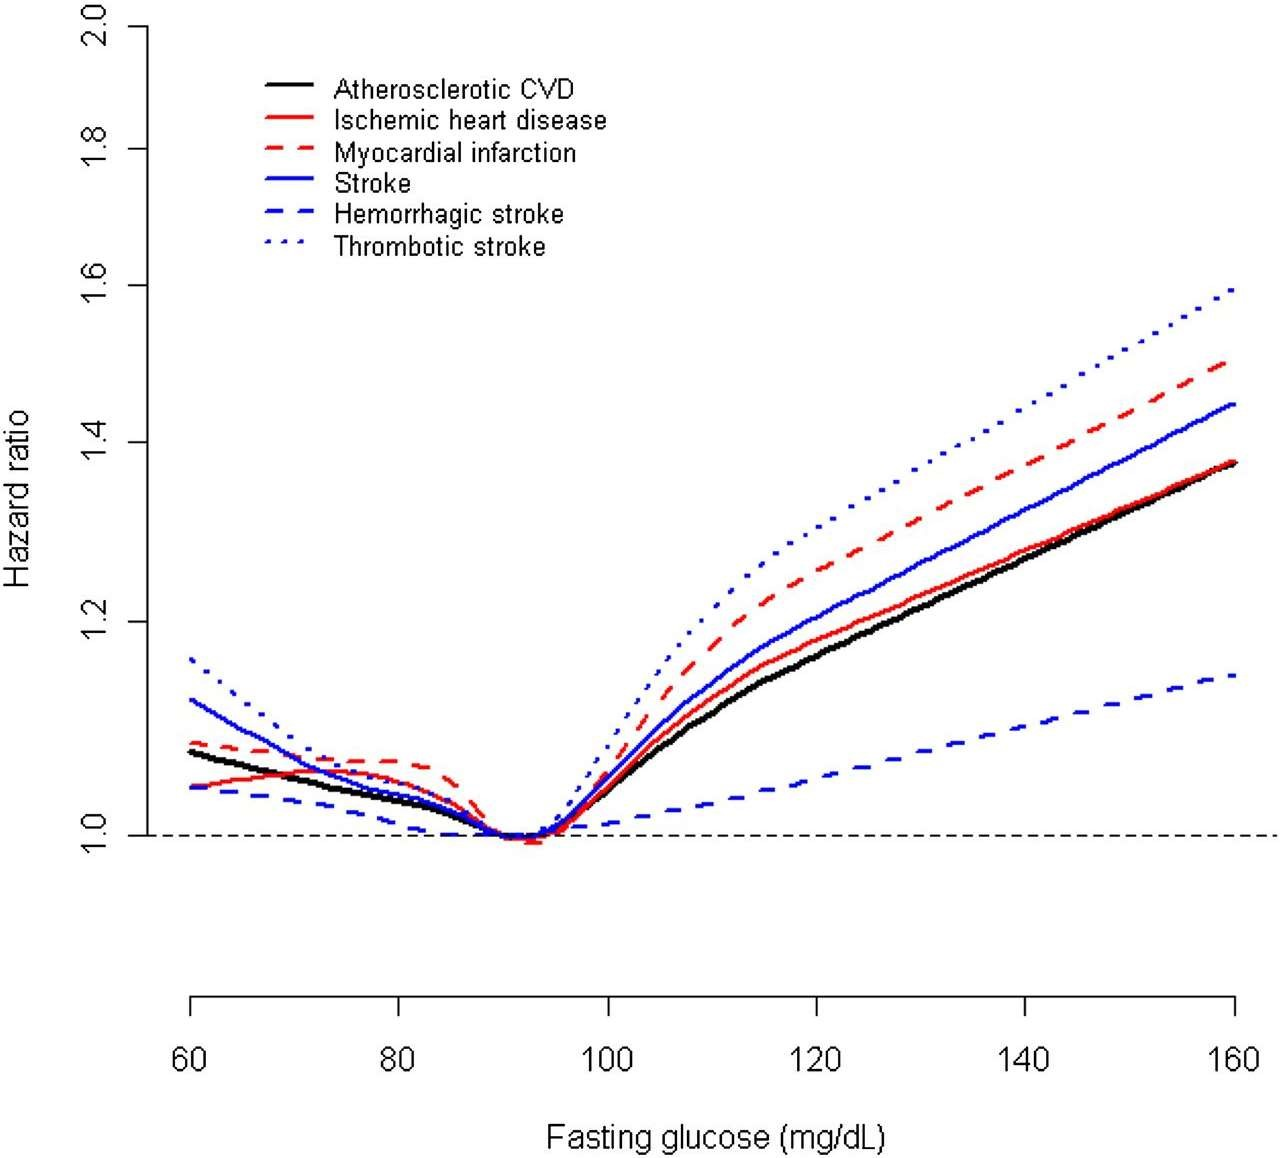 2.0
1.8
1.6
1.4
1.2
1.0
Hazard ratio
Atherosclerotic CVD
Ischemic heart disease
Myocardial infarction
Stroke
Hemorrhagic stroke
Thrombotic stroke
60 80 100 120 140 160
Fasting glucose (mg/dL)